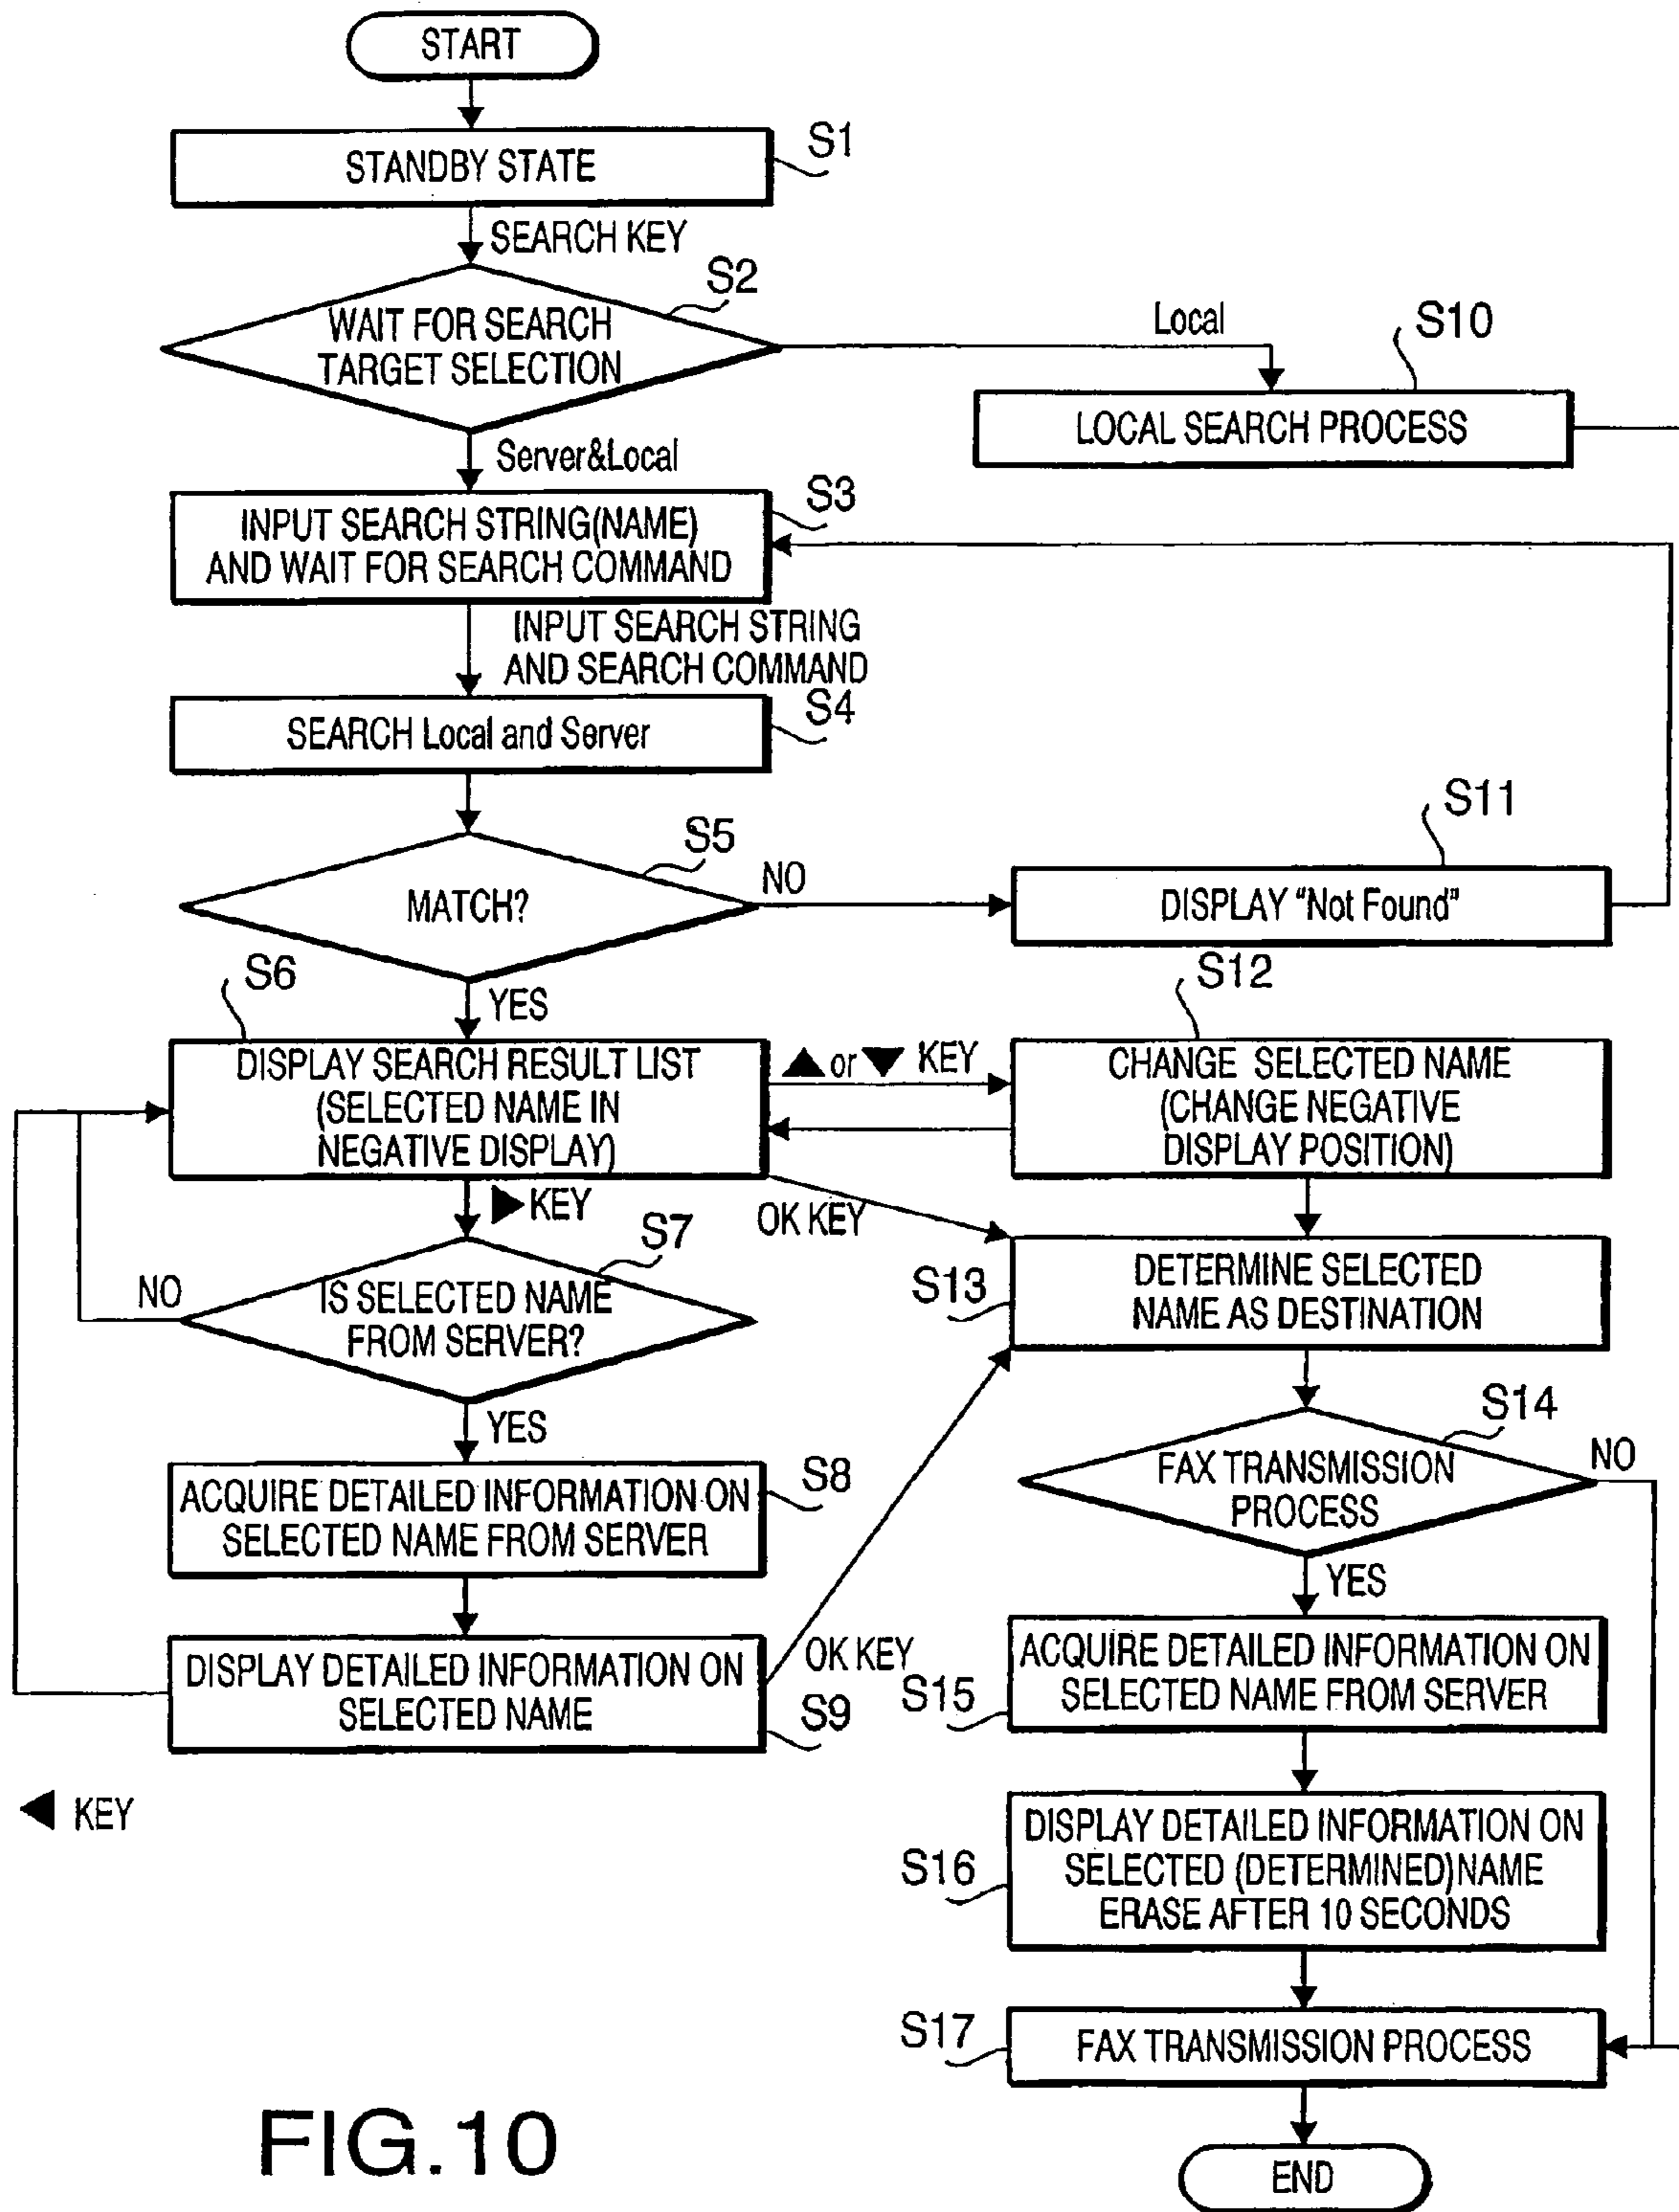 START
STANDBY STATE
S1
SEARCH KEY
S2
WAIT FOR SEARCH
TARGET SELECTION
Local
S10
LOCAL SEARCH PROCESS
Server&Local
S3
INPUT SEARCH STRING(NAME)
AND WAIT FOR SEARCH COMMAND
INPUT SEARCH STRING
AND SEARCH COMMAND
S4
SEARCH Local and Server
S5
MATCH?
NO
S11
DISPLAY "Not Found"
YES
S6
DISPLAY SEARCH RESULT LIST
(SELECTED NAME IN
NEGATIVE DISPLAY)
▲ or ▼ KEY
S12
CHANGE SELECTED NAME
(CHANGE NEGATIVE
DISPLAY POSITION)
▶ KEY
OK KEY
S7
IS SELECTED NAME
FROM SERVER?
NO
S13
DETERMINE SELECTED
NAME AS DESTINATION
YES
S8
ACQUIRE DETAILED INFORMATION ON
SELECTED NAME FROM SERVER
S14
FAX TRANSMISSION
PROCESS
NO
YES
DISPLAY DETAILED INFORMATION ON
SELECTED NAME
OK KEY
S9
◀ KEY
S15
ACQUIRE DETAILED INFORMATION ON
SELECTED NAME FROM SERVER
S16
DISPLAY DETAILED INFORMATION ON
SELECTED (DETERMINED)NAME
ERASE AFTER 10 SECONDS
S17
FAX TRANSMISSION PROCESS
END
FIG.10